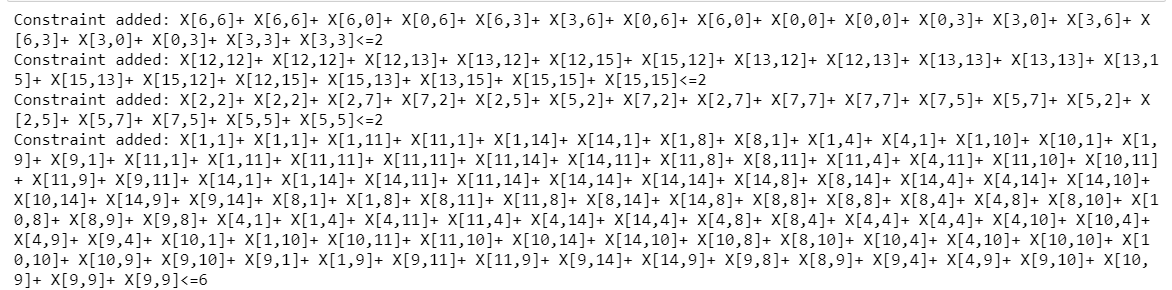 Constraint added: X[6,6]+ X[6,6]+ X[6,0]+ X[0,6]+ X[6,3]+ X[3,6]+ X[0,6]+ X[6,0]+ X[0,0]+ X[0,0]+ X[0,3]+ X[3,0]+ X[3,6]+ X
[6,3]+ X[3,0]+ X[0,3]+ X[3,3]+ X[3,3]<=2
Constraint added: X[12,12]+ X[12,12]+ X[12,13]+ X[13,12]+ X[12,15]+ X[15,12]+ X[13,12]+ X[12,13]+ X[13,13]+ X[13,13]+ X[13,1
5]+ X[15,13]+ X[15,12]+ X[12,15]+ X[15,13]+ X[13,15]+ X[15,15]+ X[15,15]<=2
Constraint added: X[2,2]+ X[2,2]+ X[2,7]+ X[7,2]+ X[2,5]+ X[5,2]+ X[7,2]+ X[2,7]+ X[7,7]+ X[7,7]+ X[7,5]+ X[5,7]+ X[5,2]+ X
[2,5]+ X[5,7]+ X[7,5]+ X[5,5]+ X[5,5]<=2
Constraint added: X[1,1]+ X[1,1]+ X[1,11]+ X[11,1]+ X[1,14]+ X[14,1]+ X[1,8]+ X[8,1]+ X[1,4]+ X[4,1]+ X[1,10]+ X[10,1]+ X[1,
9]+ X[9,1]+ X[11,1]+ X[1,11]+ X[11,11]+ X[11,11]+ X[11,14]+ X[14,11]+ X[11,8]+ X[8,11]+ X[11,4]+ X[4,11]+ X[11,10]+ X[10,11]
+ X[11,9]+ X[9,11]+ X[14,1]+ X[1,14]+ X[14,11]+ X[11,14]+ X[14,14]+ X[14,14]+ X[14,8]+ X[8,14]+ X[14,4]+ X[4,14]+ X[14,10]+
X[10,14]+ X[14,9]+ X[9,14]+ X[8,1]+ X[1,8]+ X[8,11]+ X[11,8]+ X[8,14]+ X[14,8]+ X[8,8]+ X[8,8]+ X[8,4]+ X[4,8]+ X[8,10]+ X[1
0,8]+ X[8,9]+ X[9,8]+ X[4,1]+ X[1,4]+ X[4,11]+ X[11,4]+ X[4,14]+ X[14,4]+ X[4,8]+ X[8,4]+ X[4,4]+ X[4,4]+ X[4,10]+ X[10,4]+
X[4,9]+ X[9,4]+ X[10,1]+ X[1,10]+ X[10,11]+ X[11,10]+ X[10,14]+ X[14,10]+ X[10,8]+ X[8,10]+ X[10,4]+ X[4,10]+ X[10,10]+ X[1
0,10]+ X[10,9]+ X[9,10]+ X[9,1]+ X[1,9]+ X[9,11]+ X[11,9]+ X[9,14]+ X[14,9]+ X[9,8]+ X[8,9]+ X[9,4]+ X[4,9]+ X[9,10]+ X[10,
9]+ X[9,9]+ X[9,9]<=6